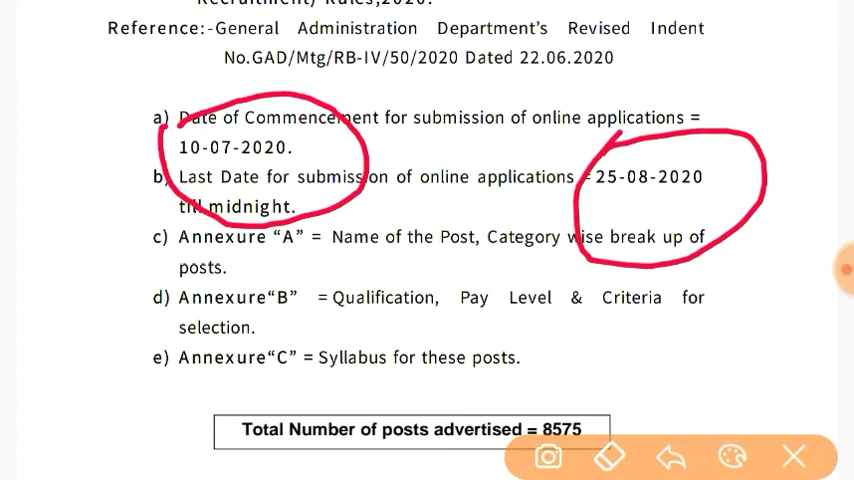 Reference:-General Administration Department's Revised Indent
No.GAD/Mtg/RB-IV/50/2020 Dated 22.06.2020
a) Date of Commencement for submission of online applications =
10-07-2020.
b) Last Date for submission of online applications = 25-08-2020
till midnight.
c) Annexure “A” = Name of the Post, Category wise break up of
posts.
d) Annexure“B” = Qualification, Pay Level & Criteria for
selection.
e) Annexure“C” = Syllabus for these posts.
Total Number of posts advertised = 8575